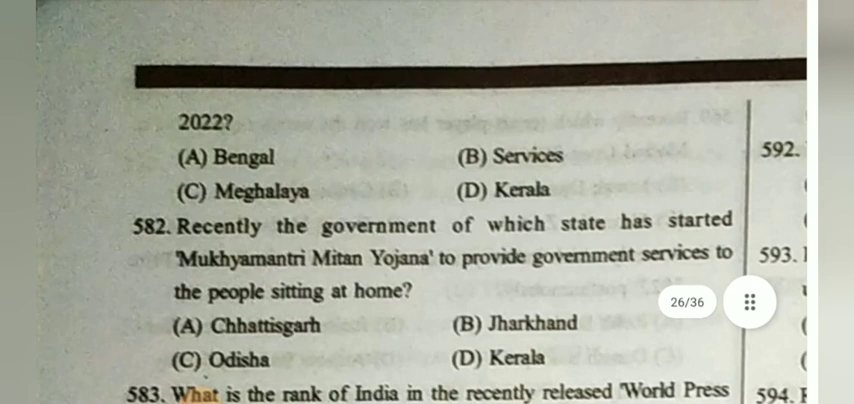 2022?
(A) Bengal (B) Services
(C) Meghalaya (D) Kerala
582. Recently the government of which state has started
'Mukhyamantri Mitan Yojana' to provide government services to
the people sitting at home?
(A) Chhattisgarh (B) Jharkhand
(C) Odisha (D) Kerala
583. What is the rank of India in the recently released 'World Press
592.
593.
594.
26/36